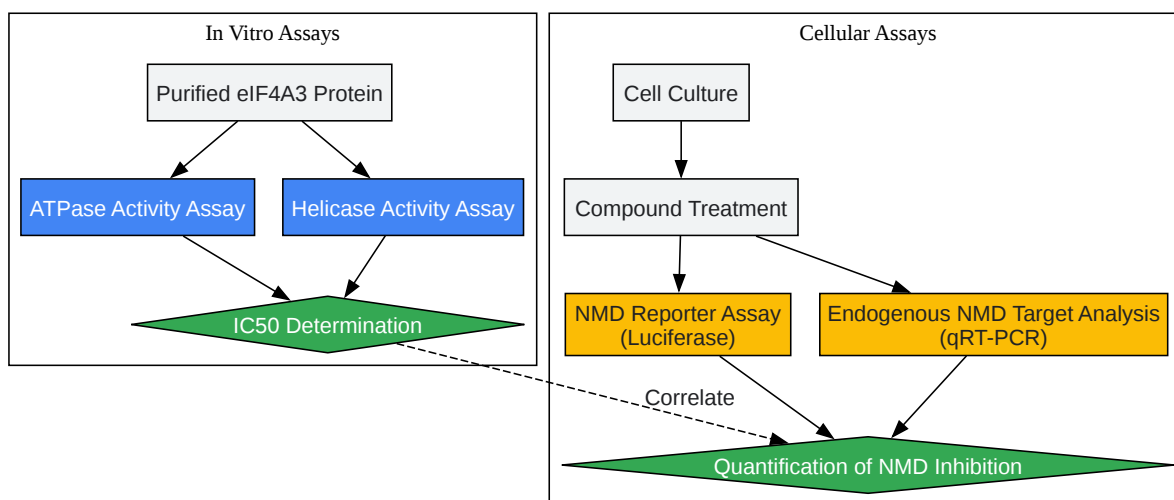 In Vitro Assays
Purified eIF4A3 Protein
ATPase Activity Assay
Helicase Activity Assay
IC50 Determination
Cellular Assays
Cell Culture
Compound Treatment
NMD Reporter Assay
(Luciferase)
Endogenous NMD Target Analysis
(qRT-PCR)
Correlate
Quantification of NMD Inhibition